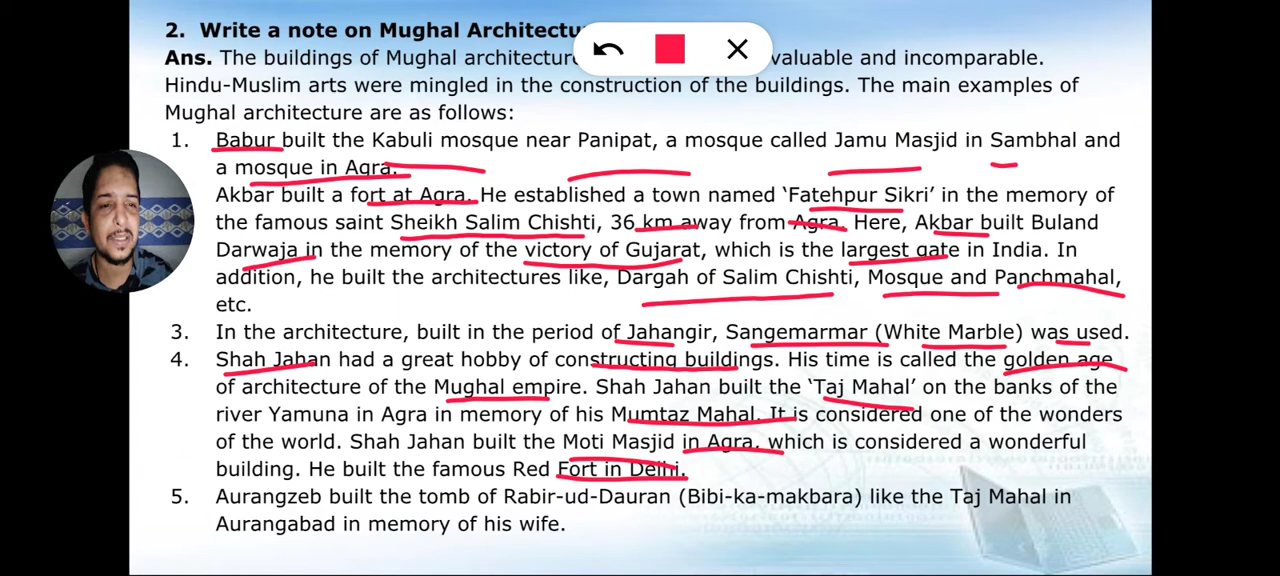 2. Write a note on Mughal Architectu
Ans. The buildings of Mughal architecture valuable and incomparable.
Hindu-Muslim arts were mingled in the construction of the buildings. The main examples of
Mughal architecture are as follows:
1. Babur built the Kabuli mosque near Panipat, a mosque called Jamu Masjid in Sambhal and
a mosque in Agra.
Akbar built a fort at Agra. He established a town named ‘Fatehpur Sikri’ in the memory of
the famous saint Sheikh Salim Chishti, 36 km away from Agra. Here, Akbar built Buland
Darwaja in the memory of the victory of Gujarat, which is the largest gate in India. In
addition, he built the architectures like, Dargah of Salim Chishti, Mosque and Panchmahal,
etc.
3. In the architecture, built in the period of Jahangir, Sangemarmar (White Marble) was used.
4. Shah Jahan had a great hobby of constructing buildings. His time is called the golden age
of architecture of the Mughal empire. Shah Jahan built the ‘Taj Mahal’ on the banks of the
river Yamuna in Agra in memory of his Mumtaz Mahal. It is considered one of the wonders
of the world. Shah Jahan built the Moti Masjid in Agra, which is considered a wonderful
building. He built the famous Red Fort in Delhi.
5. Aurangzeb built the tomb of Rabir-ud-Dauran (Bibi-ka-makbara) like the Taj Mahal in
Aurangabad in memory of his wife.